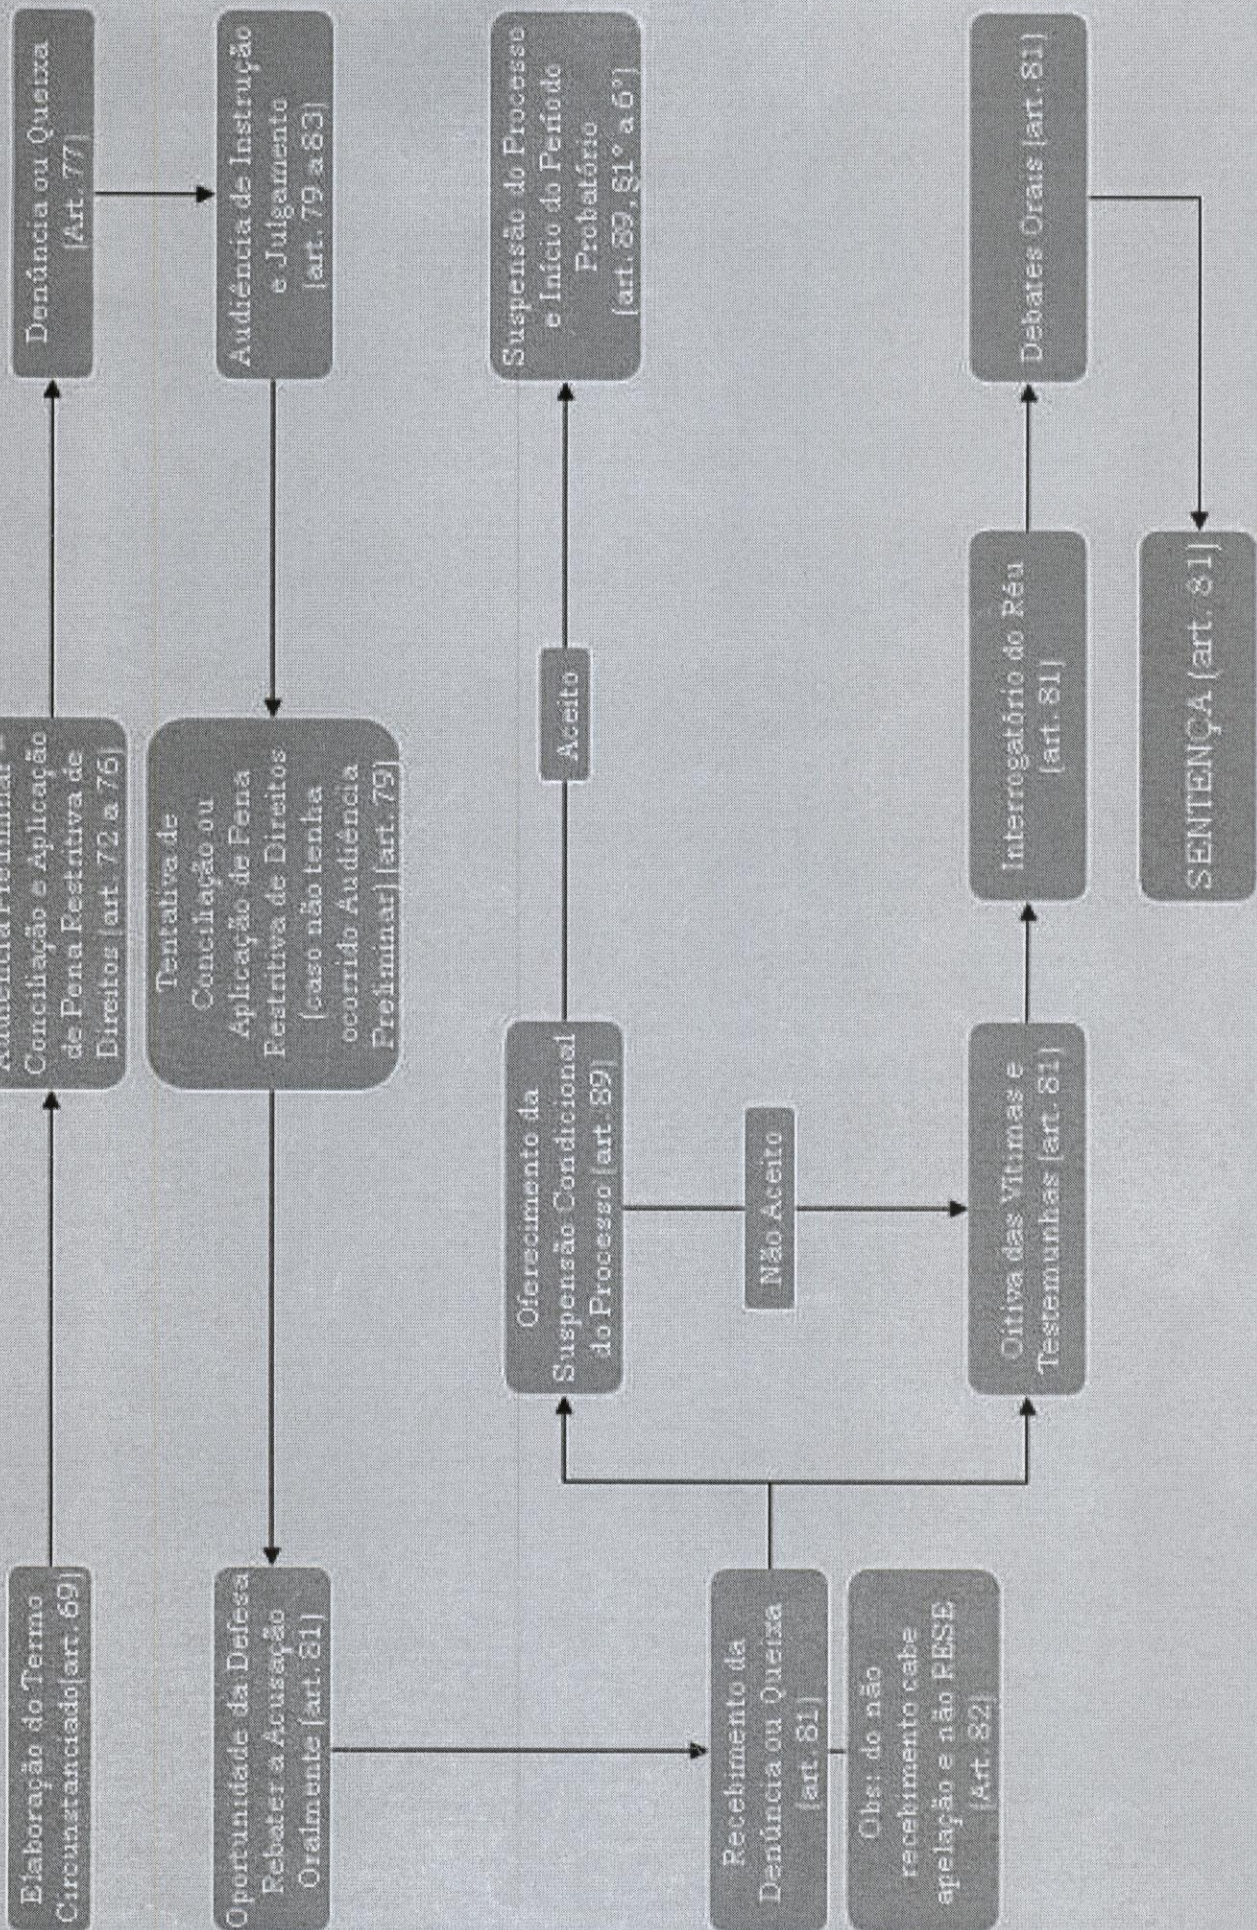 Elaboração do Termo
Circunstanciado[art. 69]
Conciliação e Aplicação
de Pena Restritiva de
Direitos [art. 72 a 76]
Denúncia ou Queixa
[Art. 77]
Oportunidade da Defesa
Rebater a Acusação
Oralmente [art. 81]
Tentativa de
Conciliação ou
Aplicação de Pena
Restritiva de Direitos
[caso não tenha
ocorrido Audiência
Preliminar] [art. 79]
Audiência de Instrução
e Julgamento
[art. 79 a 83]
Oferecimento da
Suspensão Condicional
do Processo [art. 89]
Aceito
Suspensão do Processo
e Início do Período
Probatório
[art. 89, §1º a 6º]
Recebimento da
Denúncia ou Queixa
[art. 81]
Não Aceito
Obs: do não
recebimento cabe
apelação e não RESE
[Art. 82]
Oitiva das Vítimas e
Testemunhas [art. 81]
Interrogatório do Réu
[art. 81]
Debates Orais [art. 81]
SENTENÇA [art. 81]